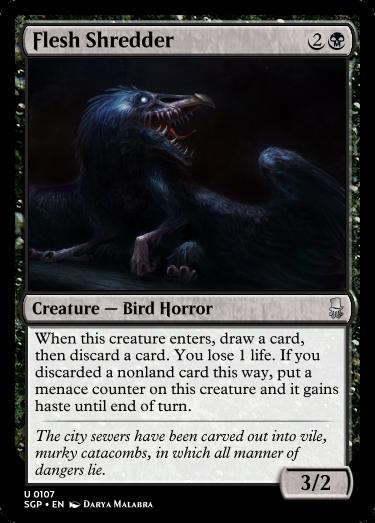 Flesh Shredder 2
Creature — Bird Horror
When this creature enters, draw a card,
then discard a card. You lose 1 life. If you
discarded a nonland card this way, put a
menace counter on this creature and it gains
haste until end of turn.
The city sewers have been carved out into vile,
murky catacombs, in which all manner of
dangers lie.
3/2
U 0107
SGP • EN Darya Malabra